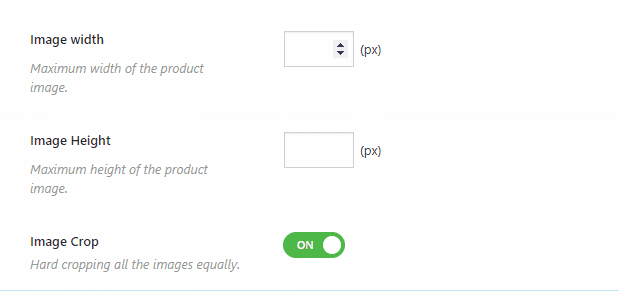 Image width
(px)
Maximum width of the product
image.
Image Height
(px)
Maximum height of the product
image.
Image Crop
ON
Hard cropping all the images equally.